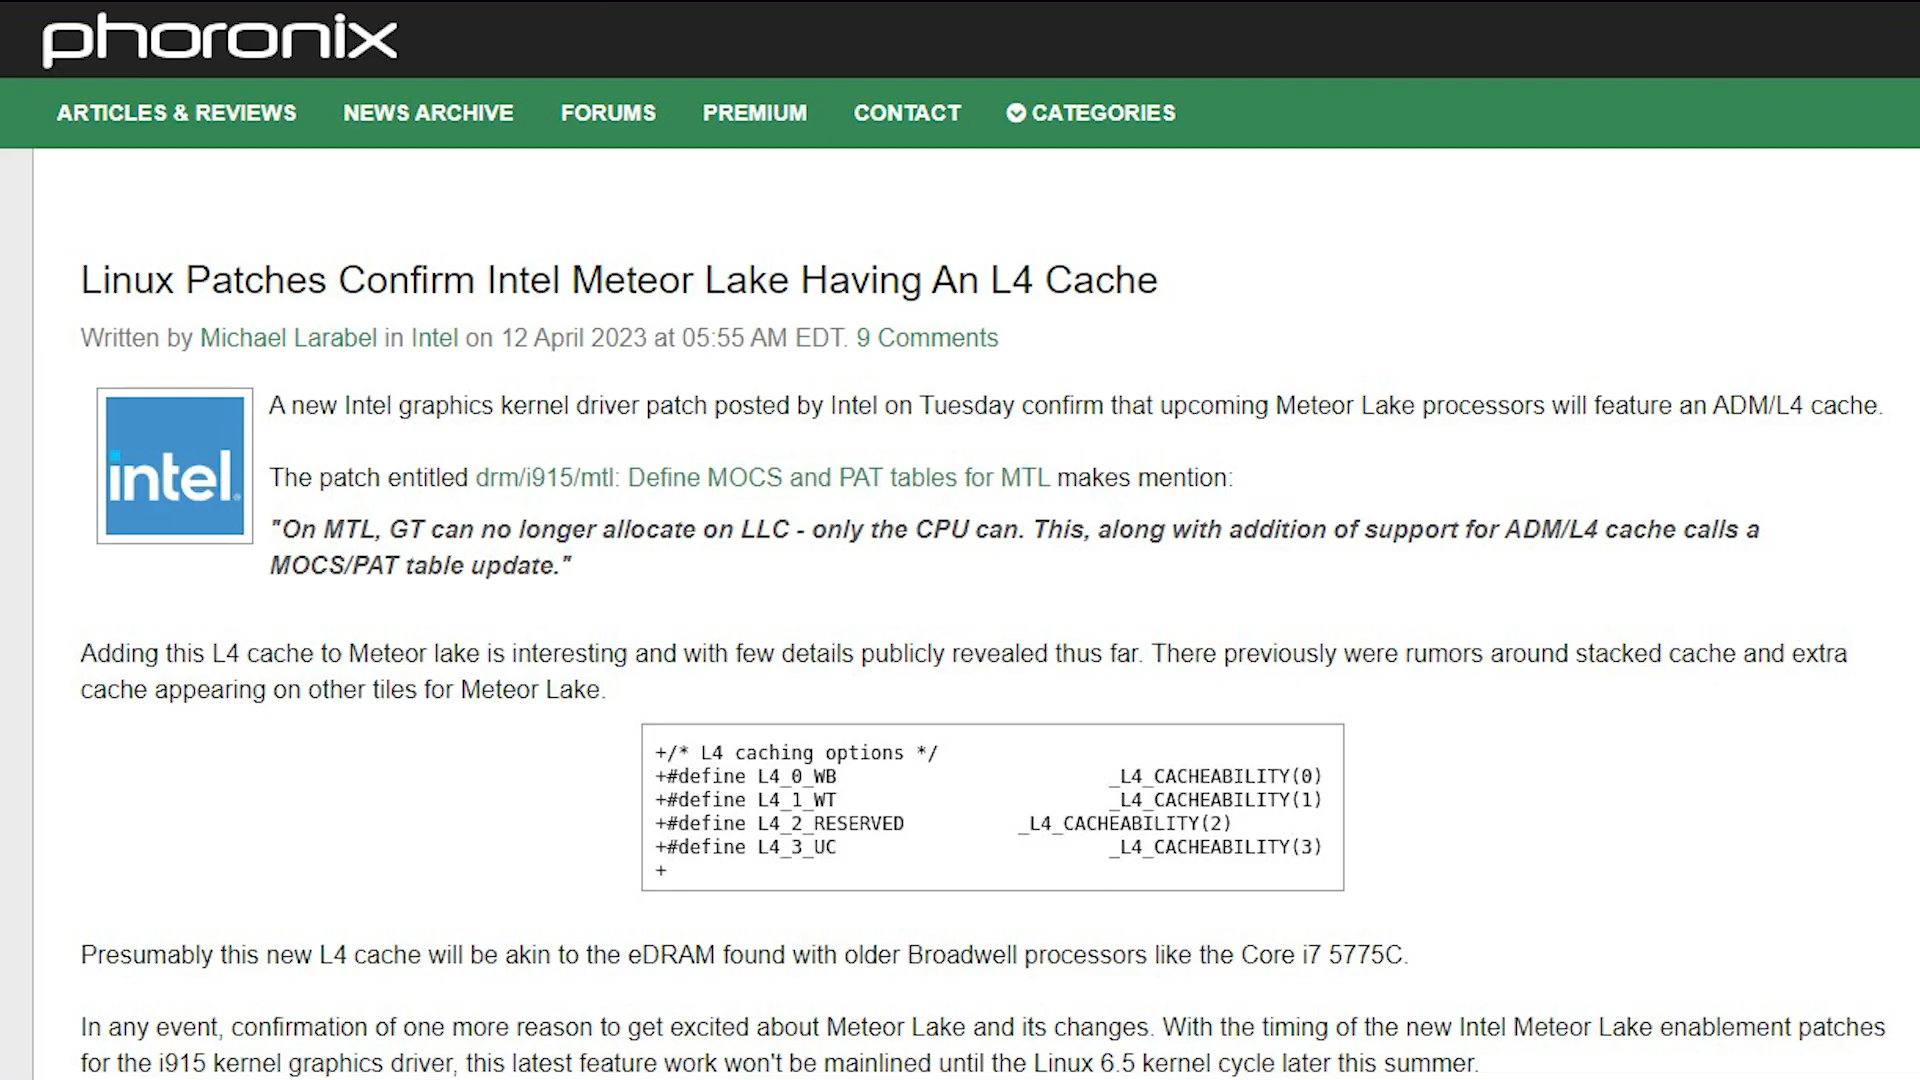 phoronix
ARTICLES & REVIEWS NEWS ARCHIVE FORUMS PREMIUM CONTACT CATEGORIES
Linux Patches Confirm Intel Meteor Lake Having An L4 Cache
Written by Michael Larabel in Intel on 12 April 2023 at 05:55 AM EDT. 9 Comments
intel
A new Intel graphics kernel driver patch posted by Intel on Tuesday confirm that upcoming Meteor Lake processors will feature an ADM/L4 cache.
The patch entitled drm/i915/mtl: Define MOCS and PAT tables for MTL makes mention:
"On MTL, GT can no longer allocate on LLC - only the CPU can. This, along with addition of support for ADM/L4 cache calls a
MOCS/PAT table update."
Adding this L4 cache to Meteor lake is interesting and with few details publicly revealed thus far. There previously were rumors around stacked cache and extra
cache appearing on other tiles for Meteor Lake.
+/* L4 caching options */
+#define L4_0_WB _L4_CACHEABILITY(0)
+#define L4_1_WT _L4_CACHEABILITY(1)
+#define L4_2_RESERVED _L4_CACHEABILITY(2)
+#define L4_3_UC _L4_CACHEABILITY(3)
+
Presumably this new L4 cache will be akin to the eDRAM found with older Broadwell processors like the Core i7 5775C.
In any event, confirmation of one more reason to get excited about Meteor Lake and its changes. With the timing of the new Intel Meteor Lake enablement patches
for the i915 kernel graphics driver, this latest feature work won't be mainlined until the Linux 6.5 kernel cycle later this summer.